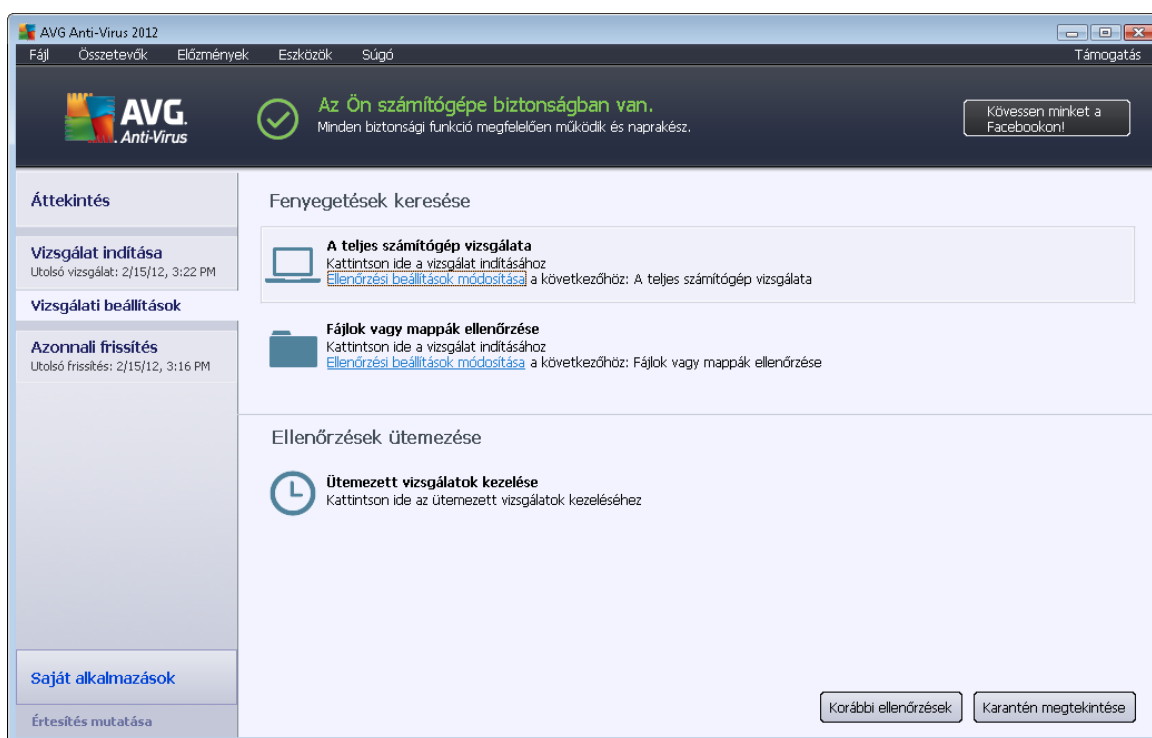 AVG Anti-Virus 2012
Fájl Összetevők Előzmények Eszközök Súgó Támogatás
AVG.
Anti-Virus
Az Ön számítógépe biztonságban van.
Minden biztonsági funkció megfelelően működik és naprakész.
Kövessen minket a
Facebookon!
Áttekintés
Vizsgálat indítása
Utolsó vizsgálat: 2/15/12, 3:22 PM
Vizsgálati beállítások
Azonnali frissítés
Utolsó frissítés: 2/15/12, 3:16 PM
Saját alkalmazások
Értesítés mutatása
Fenyegetések keresése
A teljes számítógép vizsgálata
Kattintson ide a vizsgálat indításához
Ellenőrzési beállítások módosítása a következőhöz: A teljes számítógép vizsgálata
Fájlok vagy mappák ellenőrzése
Kattintson ide a vizsgálat indításához
Ellenőrzési beállítások módosítása a következőhöz: Fájlok vagy mappák ellenőrzése
Ellenőrzések ütemezése
Ütemezett vizsgálatok kezelése
Kattintson ide az ütemezett vizsgálatok kezeléséhez
Korábbi ellenőrzések
Karantén megtekintése